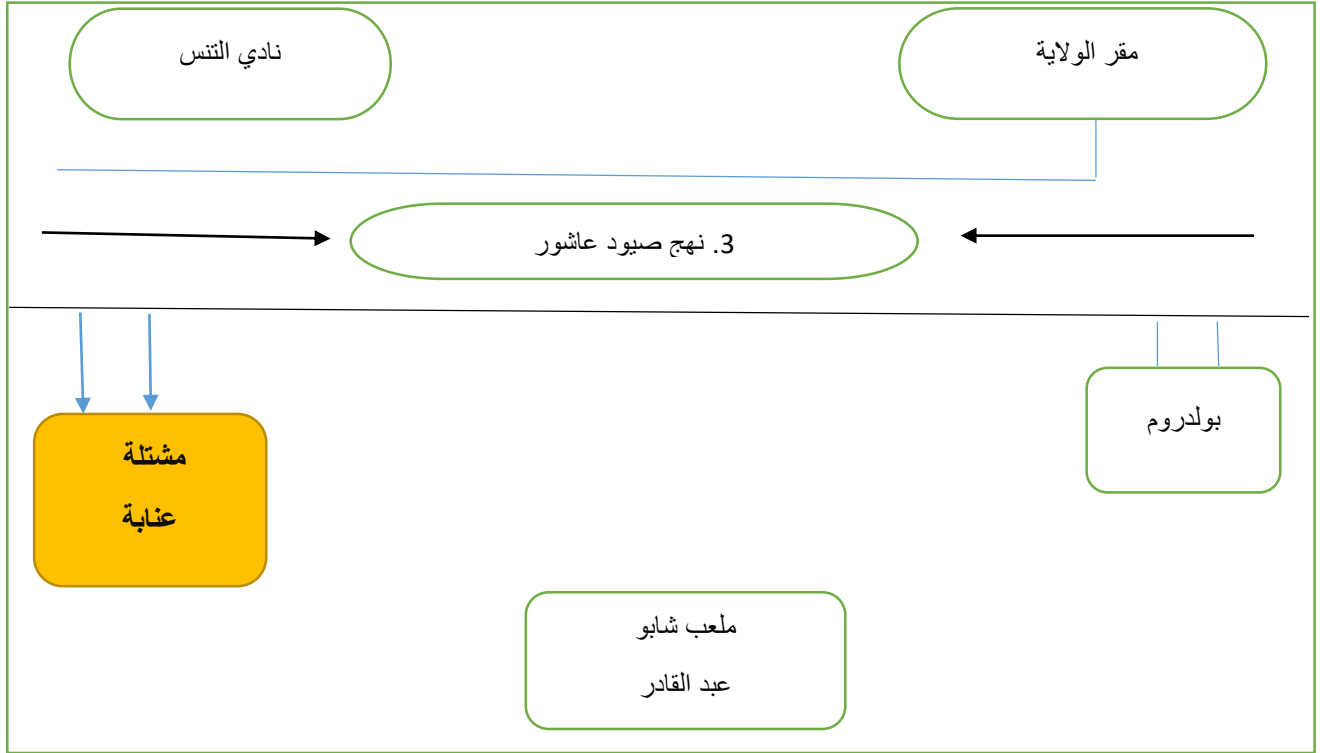 مقر الولاية
نادي التنس
3. نهج صيود عاشور
بولدروم
مشتلة
عنابة
ملعب شابو
عبد القادر